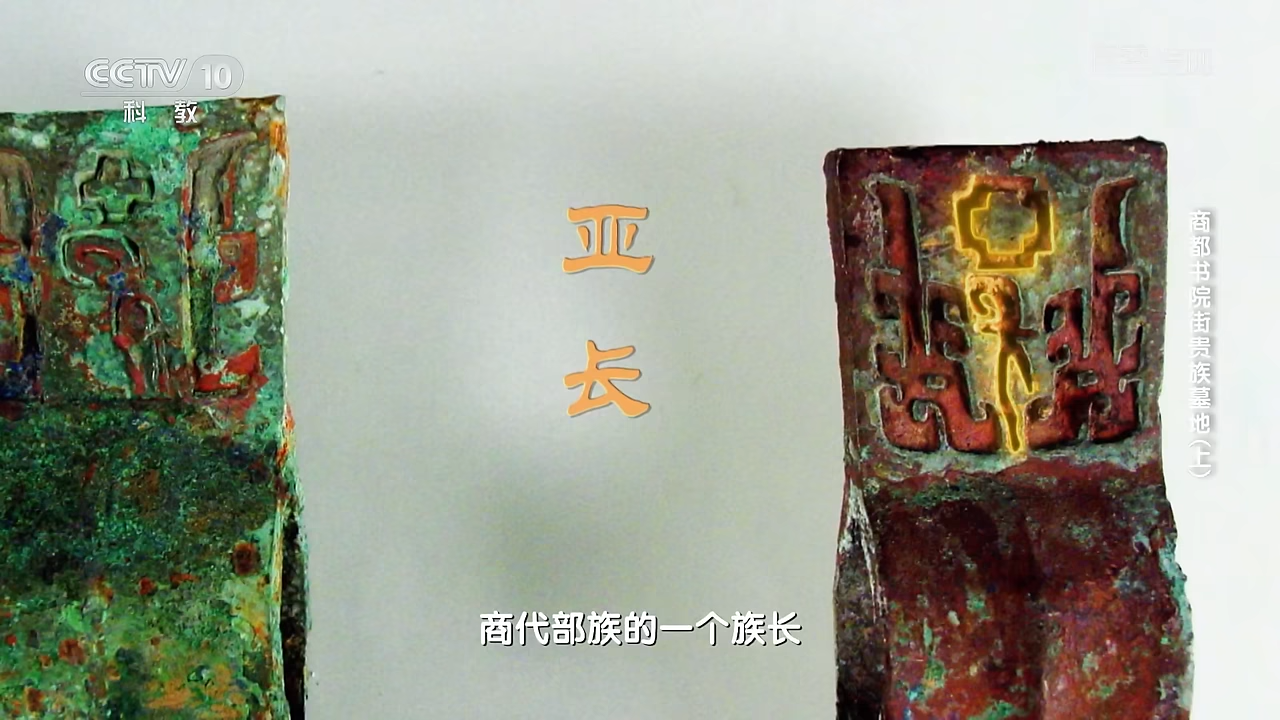 CCTV 10
科 教
亚
长
商都书院街贵族墓地(上)
商代部族的一个族长